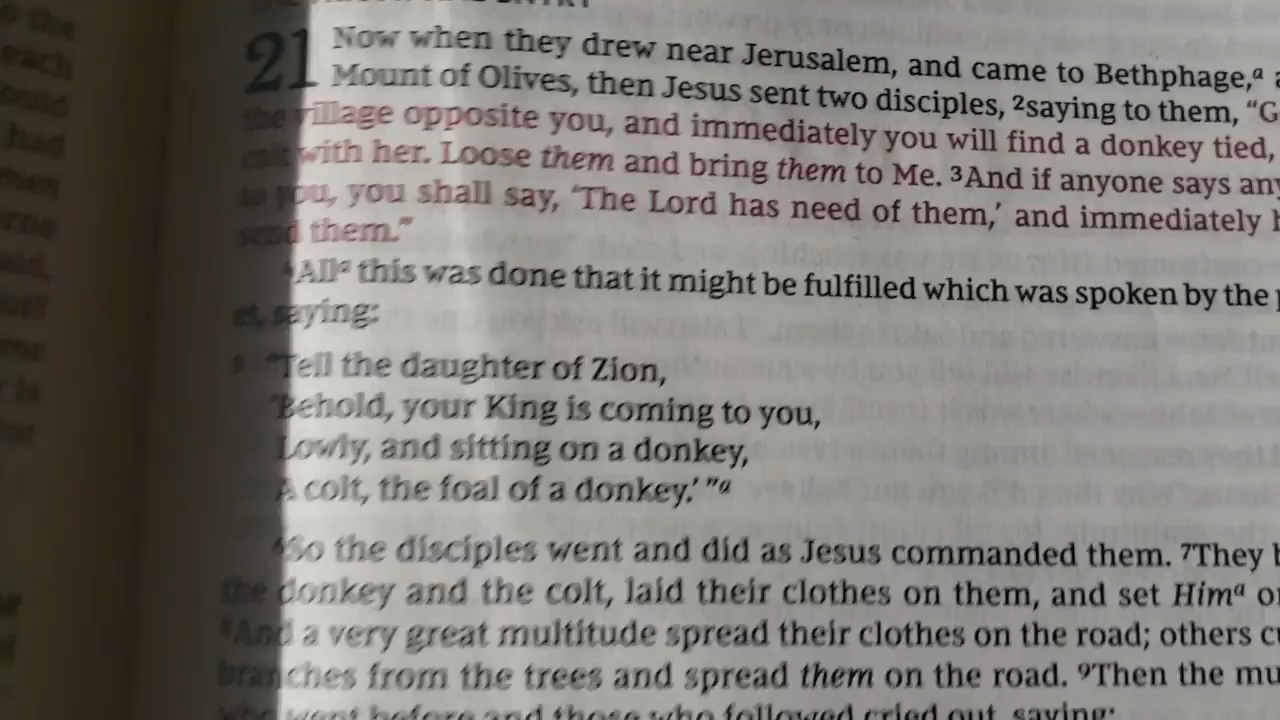 21 Now when they drew near Jerusalem, and came to Bethphage,ᵃ
Mount of Olives, then Jesus sent two disciples, ²saying to them, “G
the village opposite you, and immediately you will find a donkey tied,
colt with her. Loose them and bring them to Me. ³And if anyone says any
to you, you shall say, ‘The Lord has need of them,’ and immediately h
send them.”
⁴Allᵃ this was done that it might be fulfilled which was spoken by the
et, saying:
5 “Tell the daughter of Zion,
‘Behold, your King is coming to you,
Lowly, and sitting on a donkey,
A colt, the foal of a donkey.’ ”ᵃ
⁶So the disciples went and did as Jesus commanded them. ⁷They b
the donkey and the colt, laid their clothes on them, and set Himᵃ on
⁸And a very great multitude spread their clothes on the road; others cu
branches from the trees and spread them on the road. ⁹Then the mu
who went before and those who followed cried out, saying: